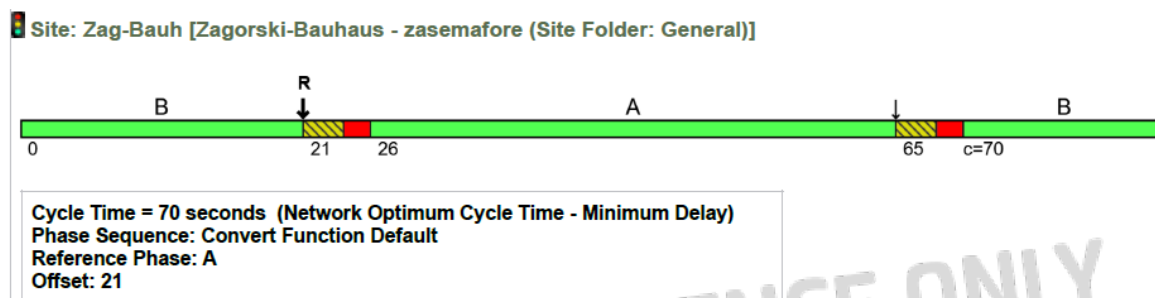 Site: Zag-Bauh [Zagorski-Bauhaus - zasemafore (Site Folder: General)]
R
B A B
0 21 26 65 c=70
Cycle Time = 70 seconds (Network Optimum Cycle Time - Minimum Delay)
Phase Sequence: Convert Function Default
Reference Phase: A
Offset: 21
ONLY